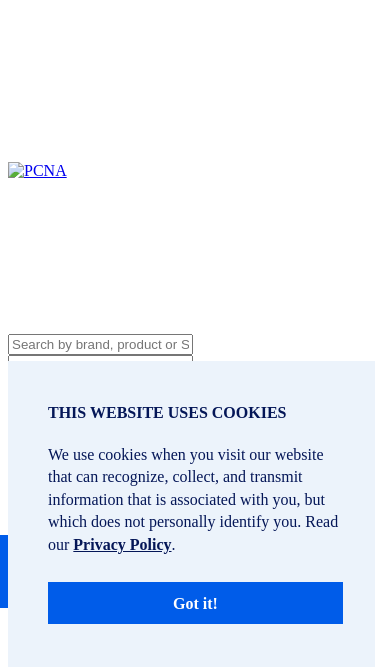 PCNA
Search by brand, product or S
THIS WEBSITE USES COOKIES
We use cookies when you visit our website
that can recognize, collect, and transmit
information that is associated with you, but
which does not personally identify you. Read
our Privacy Policy.
Got it!